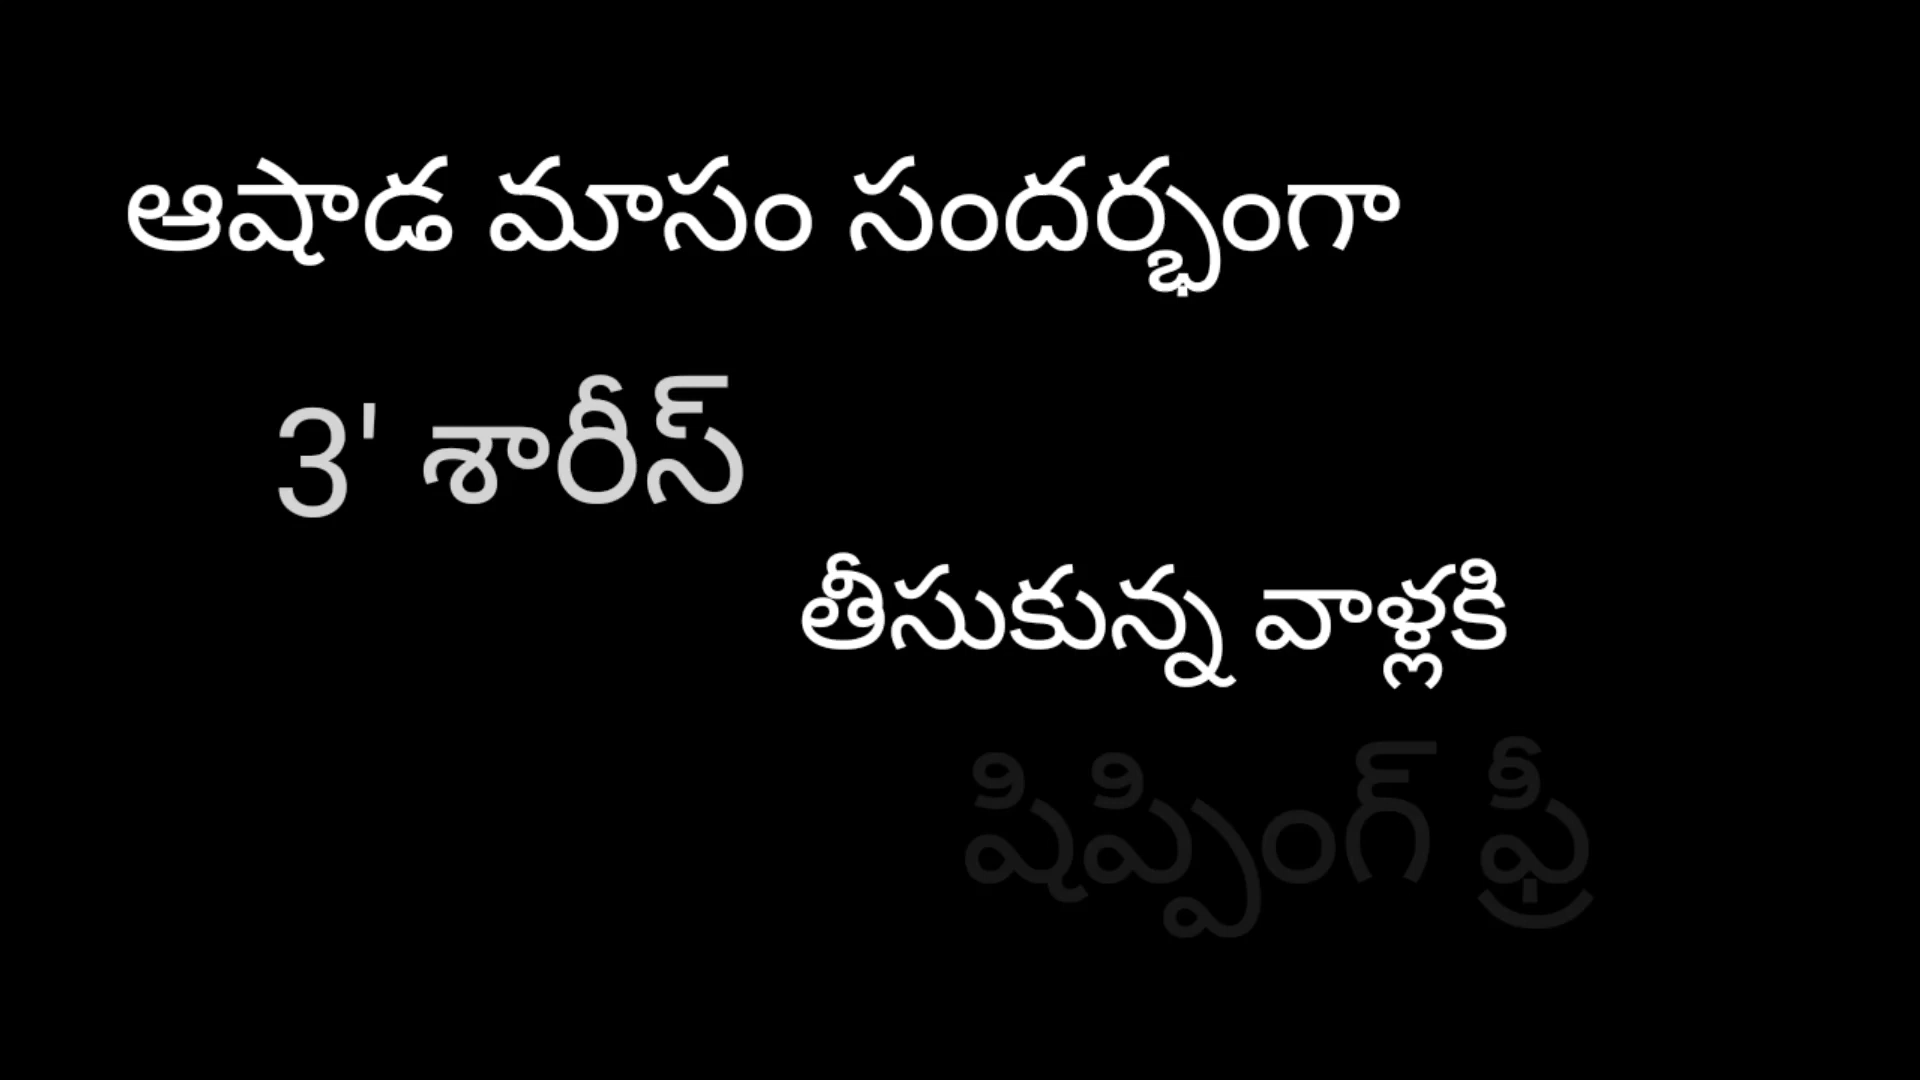 ఆషాడ మాసం సందర్భంగా
3' శారీస్
తీసుకున్న వాళ్లకి
షిప్పింగ్ ఫ్రీ